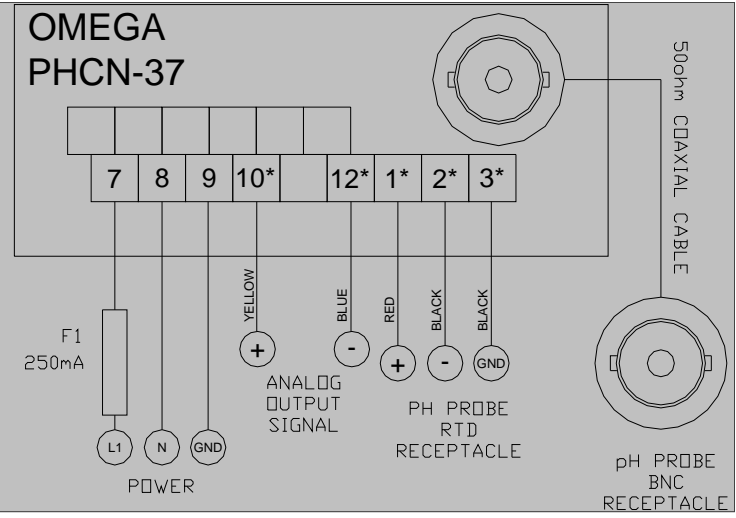 OMEGA
PHCN-37
7 8 9 10* 12* 1* 2* 3*
50ohm COAXIAL CABLE
YELLOW
BLUE
RED
BLACK
BLACK
F1
250mA
+ - + - GND
ANALOG
OUTPUT
SIGNAL
PH PROBE
RTD
RECEPTACLE
L1 N GND
POWER
pH PROBE
BNC
RECEPTACLE